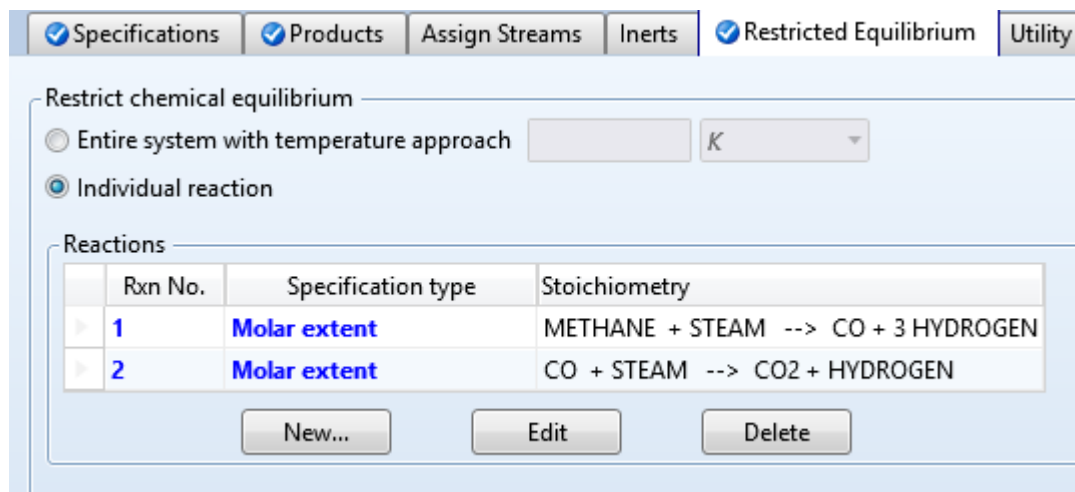 Specifications Products Assign Streams Inerts Restricted Equilibrium Utility
Restrict chemical equilibrium
Entire system with temperature approach K
Individual reaction
Reactions
Rxn No. Specification type Stoichiometry
1 Molar extent METHANE + STEAM --> CO + 3 HYDROGEN
2 Molar extent CO + STEAM --> CO2 + HYDROGEN
New... Edit Delete